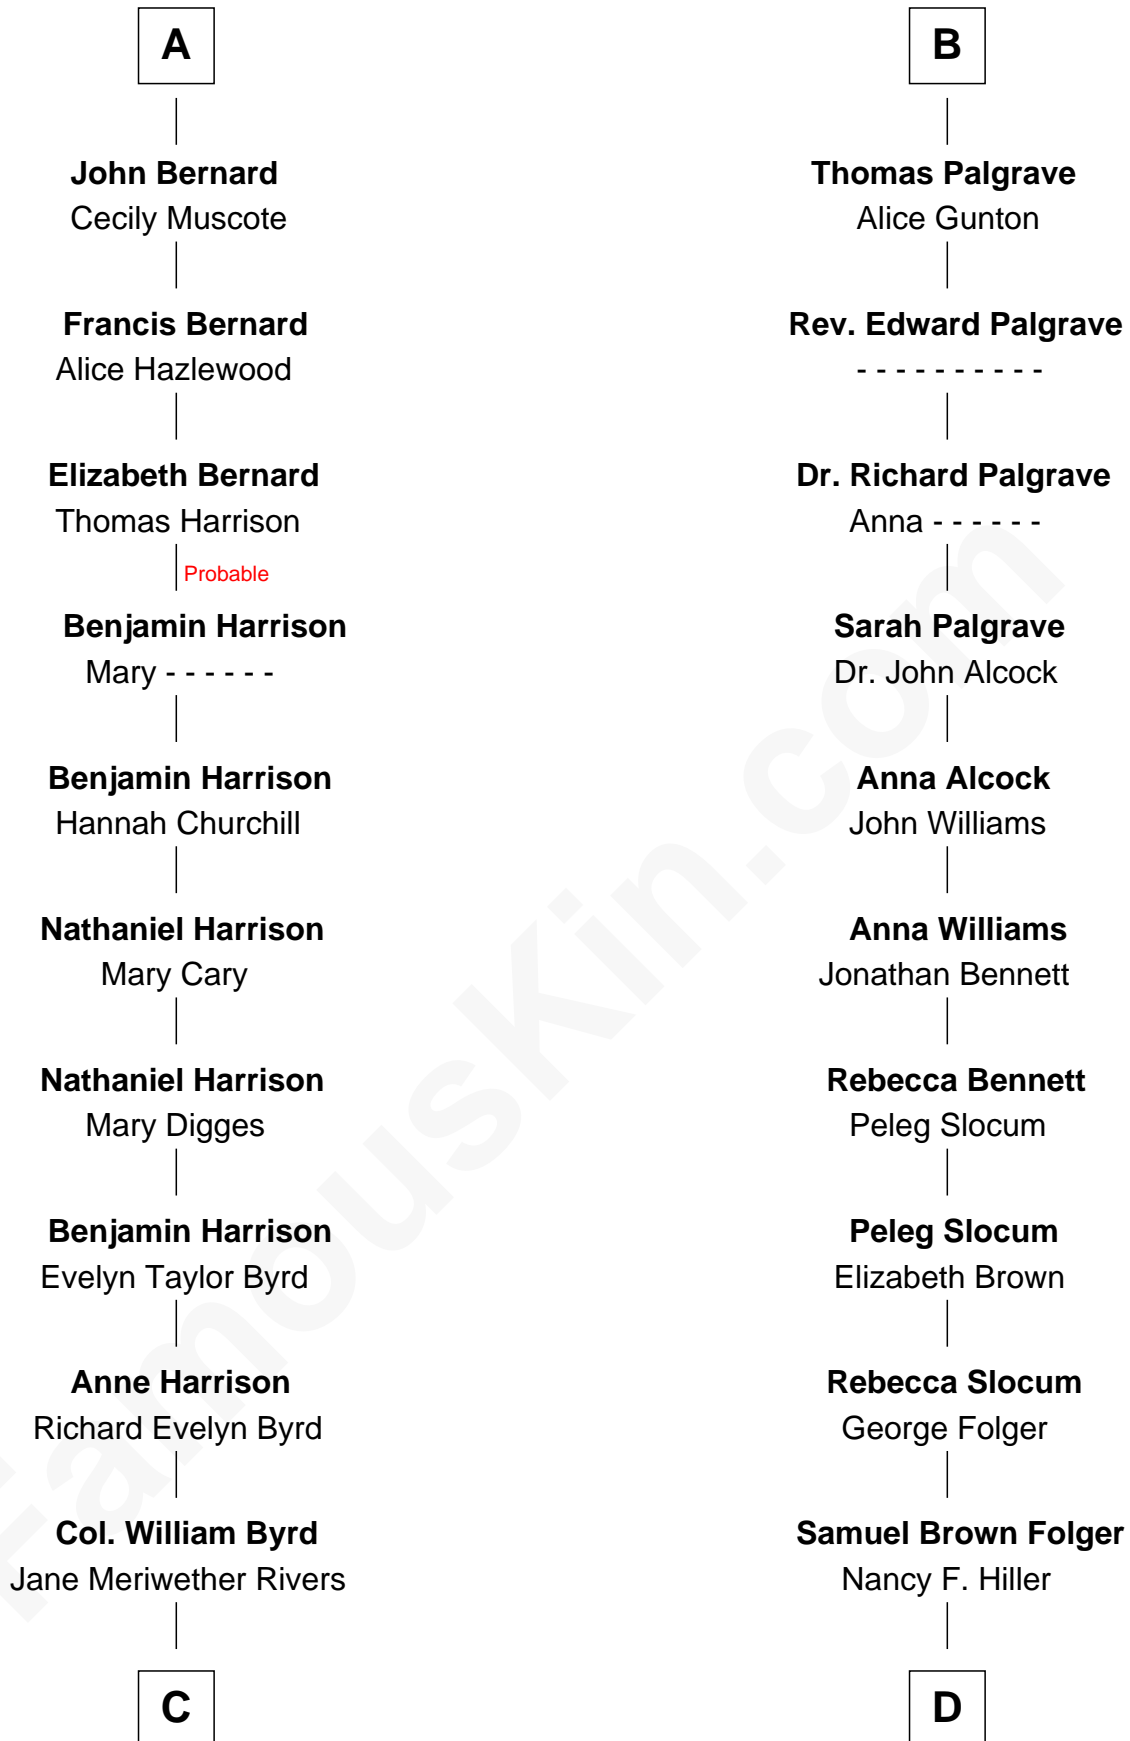 A
John Bernard
Cecily Muscote
Francis Bernard
Alice Hazlewood
Elizabeth Bernard
Thomas Harrison
Probable
Benjamin Harrison
Mary - - - - - -
Benjamin Harrison
Hannah Churchill
Nathaniel Harrison
Mary Cary
Nathaniel Harrison
Mary Digges
Benjamin Harrison
Evelyn Taylor Byrd
Anne Harrison
Richard Evelyn Byrd
Col. William Byrd
Jane Meriwether Rivers
C
B
Thomas Palgrave
Alice Gunton
Rev. Edward Palgrave
- - - - - - - - - -
Dr. Richard Palgrave
Anna - - - - - -
Sarah Palgrave
Dr. John Alcock
Anna Alcock
John Williams
Anna Williams
Jonathan Bennett
Rebecca Bennett
Peleg Slocum
Peleg Slocum
Elizabeth Brown
Rebecca Slocum
George Folger
Samuel Brown Folger
Nancy F. Hiller
D
FamousKin.com